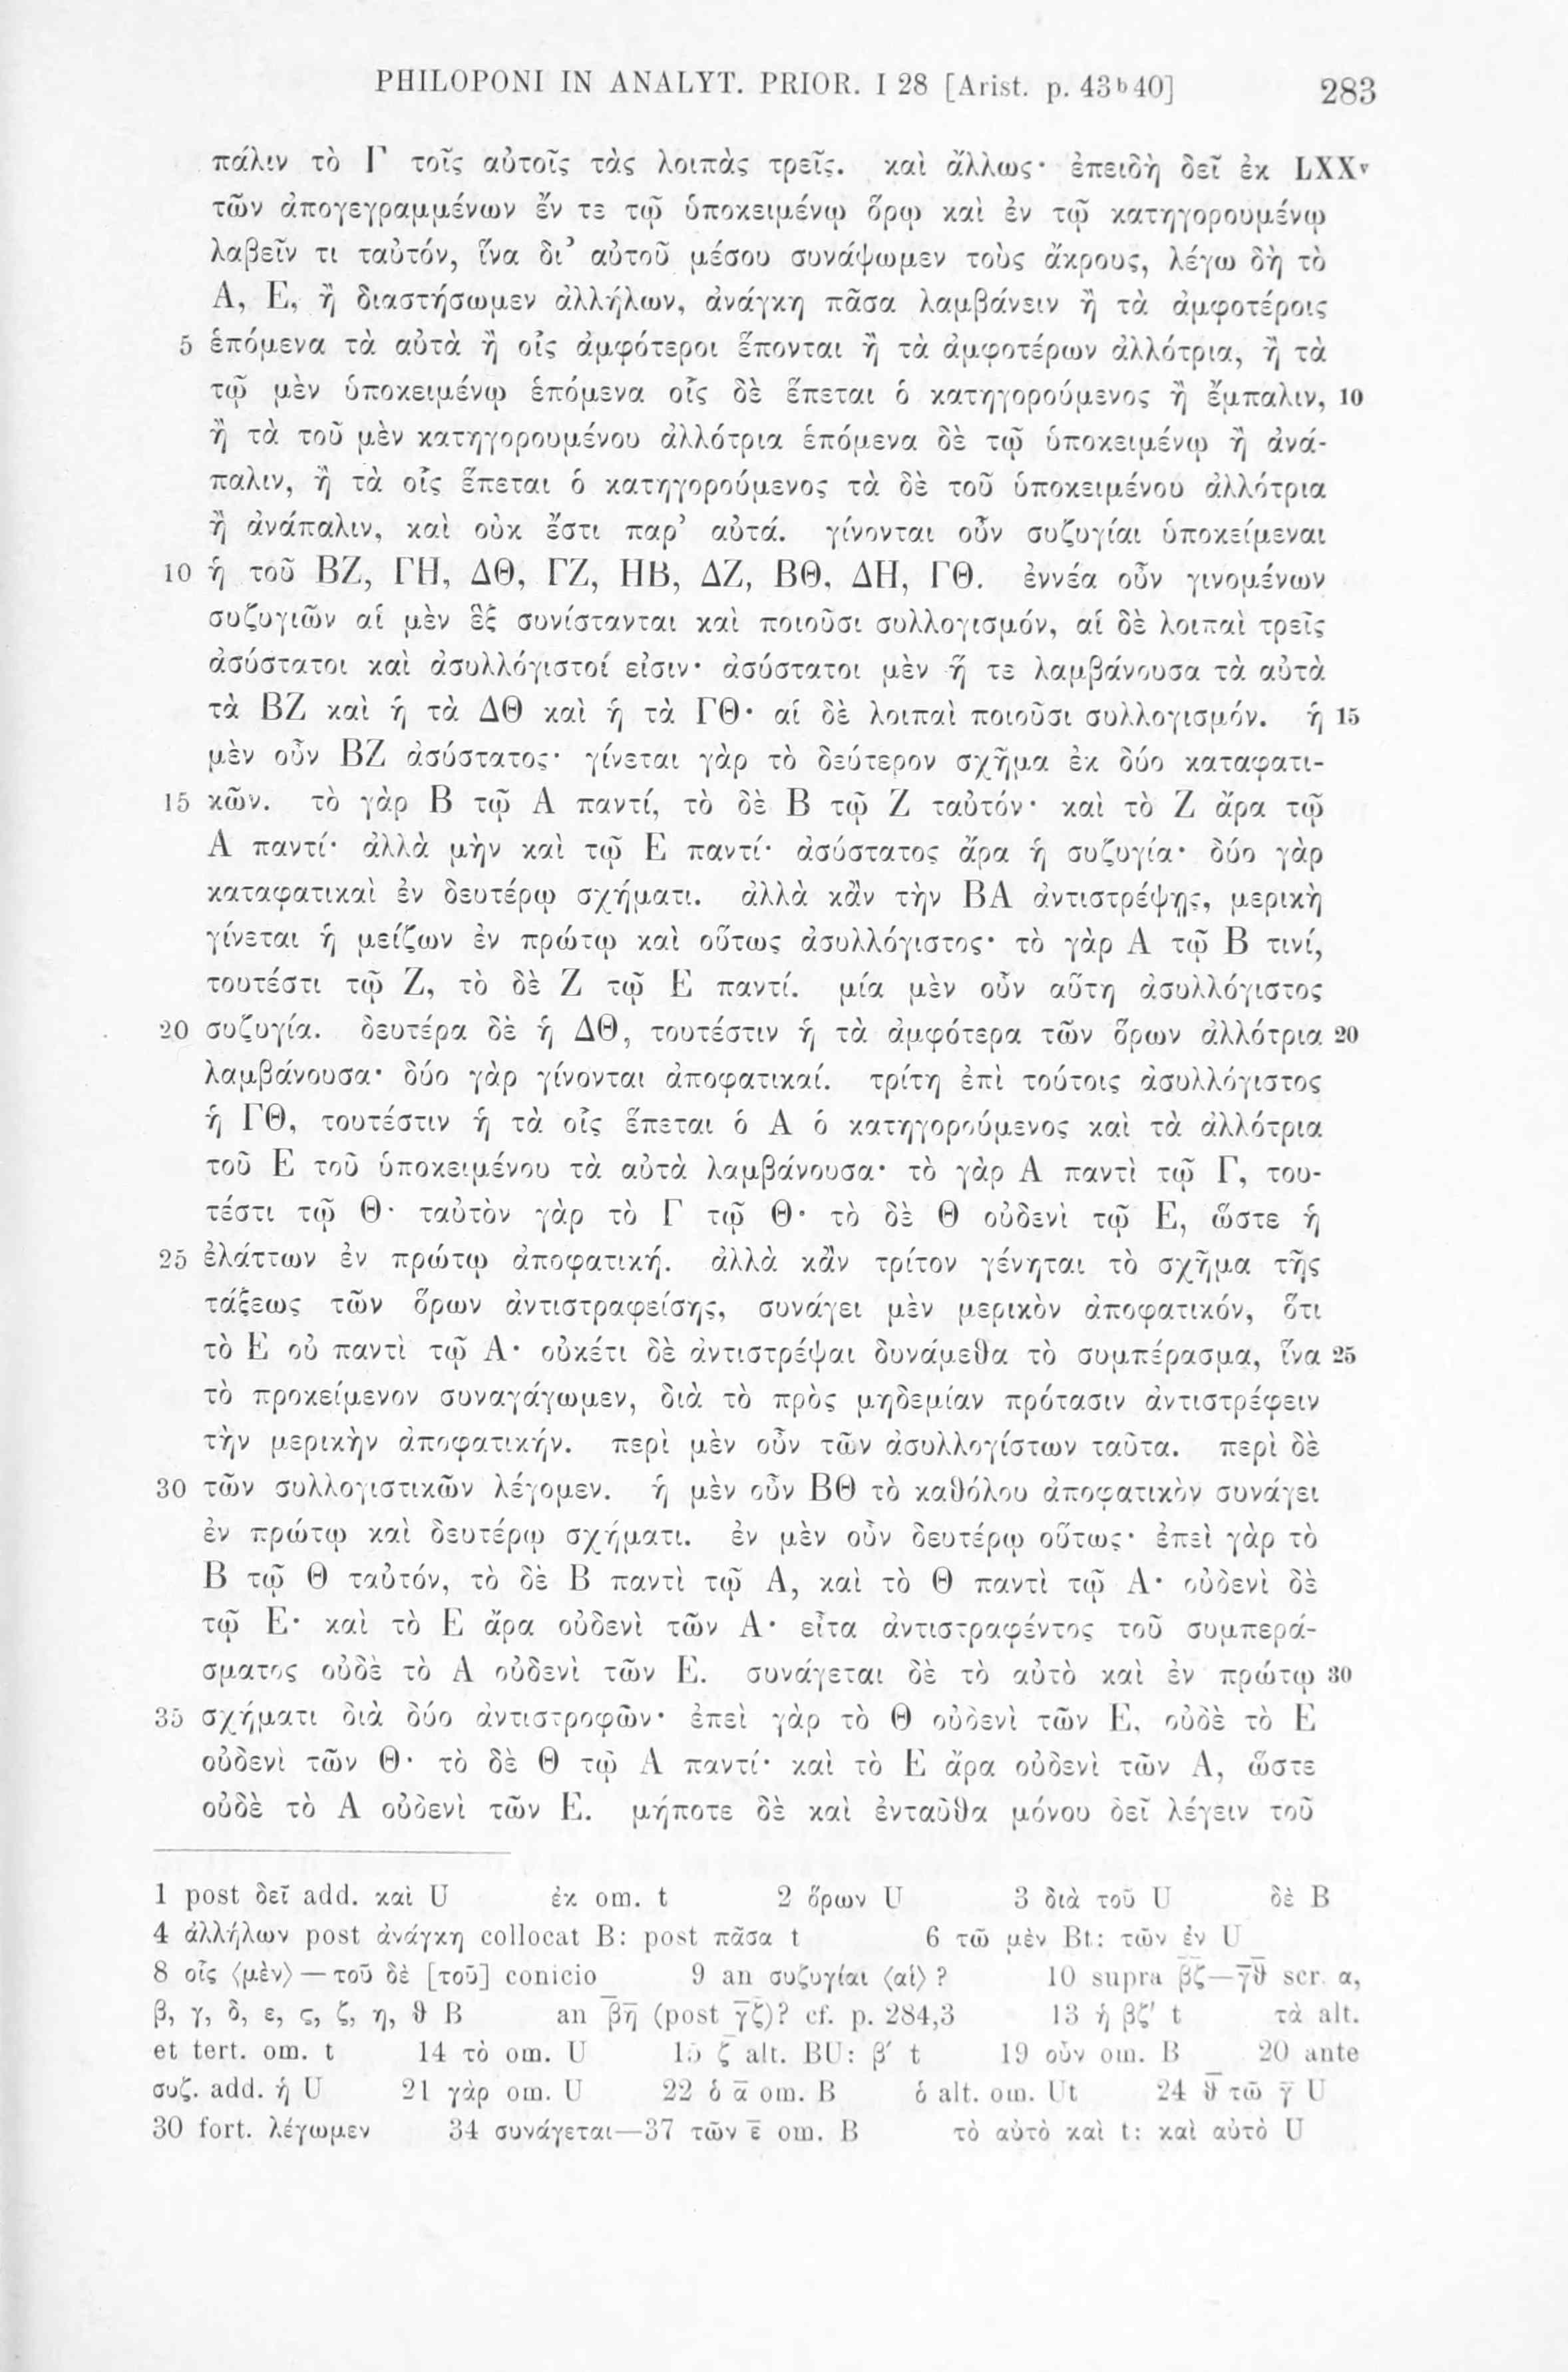 PHILOPONI IN ANALYT. PRIOR. I 28 [Arist. p. 43ᵇ40] 283
πάλιν τὸ Γ τοῖς αὐτοῖς τὰς λοιπὰς τρεῖς. καὶ ἄλλως· ἐπειδὴ δεῖ ἐκ LXXᵛ
τῶν ἀπογεγραμμένων ἔν τε τῷ ὑποκειμένῳ ὅρῳ καὶ ἐν τῷ κατηγορουμένῳ
λαβεῖν τι ταὐτόν, ἵνα δι’ αὐτοῦ μέσου συνάψωμεν τοὺς ἄκρους, λέγω δὴ τὸ
Α, Ε, ἢ διαστήσωμεν ἀλλήλων, ἀνάγκη πᾶσα λαμβάνειν ἢ τὰ ἀμφοτέροις
5 ἑπόμενα τὰ αὐτὰ ἢ οἷς ἀμφότεροι ἕπονται ἢ τὰ ἀμφοτέρων ἀλλότρια, ἢ τὰ
τῷ μὲν ὑποκειμένῳ ἑπόμενα οἷς δὲ ἕπεται ὁ κατηγορούμενος ἢ ἔμπαλιν, 10
ἢ τὰ τοῦ μὲν κατηγορουμένου ἀλλότρια ἑπόμενα δὲ τῷ ὑποκειμένῳ ἢ ἀνά-
παλιν, ἢ τὰ οἷς ἕπεται ὁ κατηγορούμενος τὰ δὲ τοῦ ὑποκειμένου ἀλλότρια
ἢ ἀνάπαλιν, καὶ οὐκ ἔστι παρ’ αὐτά. γίνονται οὖν συζυγίαι ὑποκείμεναι
10 ἡ τοῦ ΒΖ, ΓΗ, ΔΘ, ΓΖ, ΗΒ, ΔΖ, ΒΘ, ΔΗ, ΓΘ. ἐννέα οὖν γινομένων
συζυγιῶν αἱ μὲν ἓξ συνίστανται καὶ ποιοῦσι συλλογισμόν, αἱ δὲ λοιπαὶ τρεῖς
ἀσύστατοι καὶ ἀσυλλόγιστοί εἰσιν· ἀσύστατοι μὲν ἥ τε λαμβάνουσα τὰ αὐτὰ
τὰ ΒΖ καὶ ἡ τὰ ΔΘ καὶ ἡ τὰ ΓΘ· αἱ δὲ λοιπαὶ ποιοῦσι συλλογισμόν. ἡ 15
μὲν οὖν ΒΖ ἀσύστατος· γίνεται γὰρ τὸ δεύτερον σχῆμα ἐκ δύο καταφατι-
15 κῶν. τὸ γὰρ Β τῷ Α παντί, τὸ δὲ Β τῷ Ζ ταὐτόν· καὶ τὸ Ζ ἄρα τῷ
Α παντί· ἀλλὰ μὴν καὶ τῷ Ε παντί· ἀσύστατος ἄρα ἡ συζυγία· δύο γὰρ
καταφατικαὶ ἐν δευτέρῳ σχήματι. ἀλλὰ κἂν τὴν ΒΑ ἀντιστρέψῃς, μερικὴ
γίνεται ἡ μείζων ἐν πρώτῳ καὶ οὕτως ἀσυλλόγιστος· τὸ γὰρ Α τῷ Β τινί,
τουτέστι τῷ Ζ, τὸ δὲ Ζ τῷ Ε παντί. μία μὲν οὖν αὕτη ἀσυλλόγιστος
20 συζυγία. δευτέρα δὲ ἡ ΔΘ, τουτέστιν ἡ τὰ ἀμφότερα τῶν ὅρων ἀλλότρια 20
λαμβάνουσα· δύο γὰρ γίνονται ἀποφατικαί. τρίτη ἐπὶ τούτοις ἀσυλλόγιστος
ἡ ΓΘ, τουτέστιν ἡ τὰ οἷς ἕπεται ὁ Α ὁ κατηγορούμενος καὶ τὰ ἀλλότρια
τοῦ Ε τοῦ ὑποκειμένου τὰ αὐτὰ λαμβάνουσα· τὸ γὰρ Α παντὶ τῷ Γ, του-
τέστι τῷ Θ· ταὐτὸν γὰρ τὸ Γ τῷ Θ· τὸ δὲ Θ οὐδενὶ τῷ Ε, ὥστε ἡ
25 ἐλάττων ἐν πρώτῳ ἀποφατική. ἀλλὰ κἂν τρίτον γένηται τὸ σχῆμα τῆς
τάξεως τῶν ὅρων ἀντιστραφείσης, συνάγει μὲν μερικὸν ἀποφατικόν, ὅτι
τὸ Ε οὐ παντὶ τῷ Α· οὐκέτι δὲ ἀντιστρέψαι δυνάμεθα τὸ συμπέρασμα, ἵνα 25
τὸ προκείμενον συναγάγωμεν, διὰ τὸ πρὸς μηδεμίαν πρότασιν ἀντιστρέφειν
τὴν μερικὴν ἀποφατικήν. περὶ μὲν οὖν τῶν ἀσυλλογίστων ταῦτα. περὶ δὲ
30 τῶν συλλογιστικῶν λέγομεν. ἡ μὲν οὖν ΒΘ τὸ καθόλου ἀποφατικὸν συνάγει
ἐν πρώτῳ καὶ δευτέρῳ σχήματι. ἐν μὲν οὖν δευτέρῳ οὕτως· ἐπεὶ γὰρ τὸ
Β τῷ Θ ταὐτόν, τὸ δὲ Β παντὶ τῷ Α, καὶ τὸ Θ παντὶ τῷ Α· οὐδενὶ δὲ
τῷ Ε· καὶ τὸ Ε ἄρα οὐδενὶ τῶν Α· εἶτα ἀντιστραφέντος τοῦ συμπερά-
σματος οὐδὲ τὸ Α οὐδενὶ τῶν Ε. συνάγεται δὲ τὸ αὐτὸ καὶ ἐν πρώτῳ 30
35 σχήματι διὰ δύο ἀντιστροφῶν· ἐπεὶ γὰρ τὸ Θ οὐδενὶ τῶν Ε, οὐδὲ τὸ Ε
οὐδενὶ τῶν Θ· τὸ δὲ Θ τῷ Α παντί· καὶ τὸ Ε ἄρα οὐδενὶ τῶν Α, ὥστε
οὐδὲ τὸ Α οὐδενὶ τῶν Ε. μήποτε δὲ καὶ ἐνταῦθα μόνου δεῖ λέγειν τοῦ
1 post δεῖ add. καὶ U ἐκ om. t 2 ὅρων U 3 διὰ τοῦ U δὲ B
4 ἀλλήλων post ἀνάγκη collocat B: post πᾶσα t 6 τῶ μὲν Bt: τῶν ἐν U
8 οἷς ⟨μὲν⟩ — τοῦ δὲ [τοῦ] conicio 9 an συζυγίαι ⟨αἱ⟩? 10 supra β̅ζ̅—γ̅θ̅ scr. α,
β, γ, δ, ε, ς, ζ, η, θ B an β̅η̅ (post γ̅ζ̅)? cf. p. 284,3 13 ἡ βζ′ t τὰ alt.
et tert. om. t 14 τὸ om. U 15 ζ̅ alt. BU: β′ t 19 οὖν om. B 20 ante
συζ. add. ἡ U 21 γὰρ om. U 22 ὁ α̅ om. B ὁ alt. om. Ut 24 θ̅ τῶ γ̅ U
30 fort. λέγωμεν 34 συνάγεται—37 τῶν ε̅ om. B τὸ αὐτὸ καὶ t: καὶ αὐτὸ U